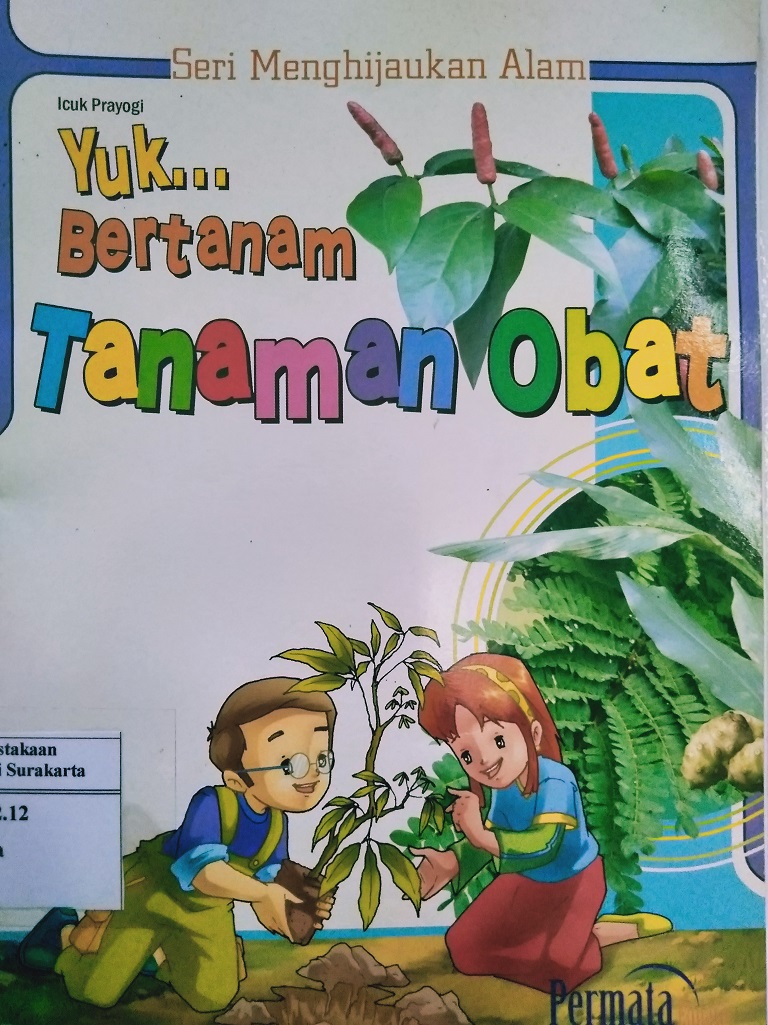 Seri Menghijaukan Alam
Icuk Prayogi
Yuk...
Bertanam
Tanaman Obat
stakaan
i Surakarta
2.12
a
Permata